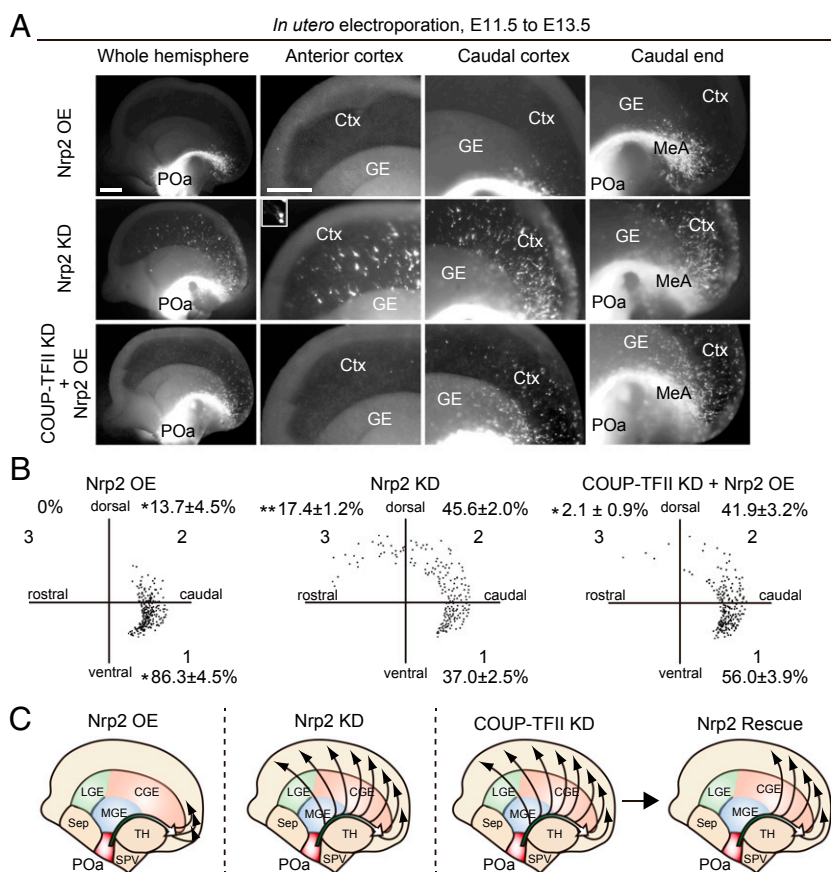 A
In utero electroporation, E11.5 to E13.5
Whole hemisphere Anterior cortex Caudal cortex Caudal end
Nrp2 OE
POa
Ctx
GE
GE
GE
Ctx
MeA
POa
Nrp2 KD
POa
Ctx
GE
Ctx
GE
GE
Ctx
MeA
POa
COUP-TFII KD
+
Nrp2 OE
POa
Ctx
GE
Ctx
GE
GE
Ctx
MeA
POa
B
Nrp2 OE
0% dorsal *13.7±4.5%
3 2
rostral caudal
1
ventral *86.3±4.5%
Nrp2 KD
**17.4±1.2% dorsal 45.6±2.0%
3 2
rostral caudal
1
ventral 37.0±2.5%
COUP-TFII KD + Nrp2 OE
*2.1 ± 0.9% dorsal 41.9±3.2%
3 2
rostral caudal
1
ventral 56.0±3.9%
C
Nrp2 OE Nrp2 KD COUP-TFII KD Nrp2 Rescue
LGE CGE
MGE
Sep TH
POa SPV
LGE CGE
MGE
Sep TH
POa SPV
LGE CGE
MGE
Sep TH
POa SPV
LGE CGE
MGE
Sep TH
POa SPV